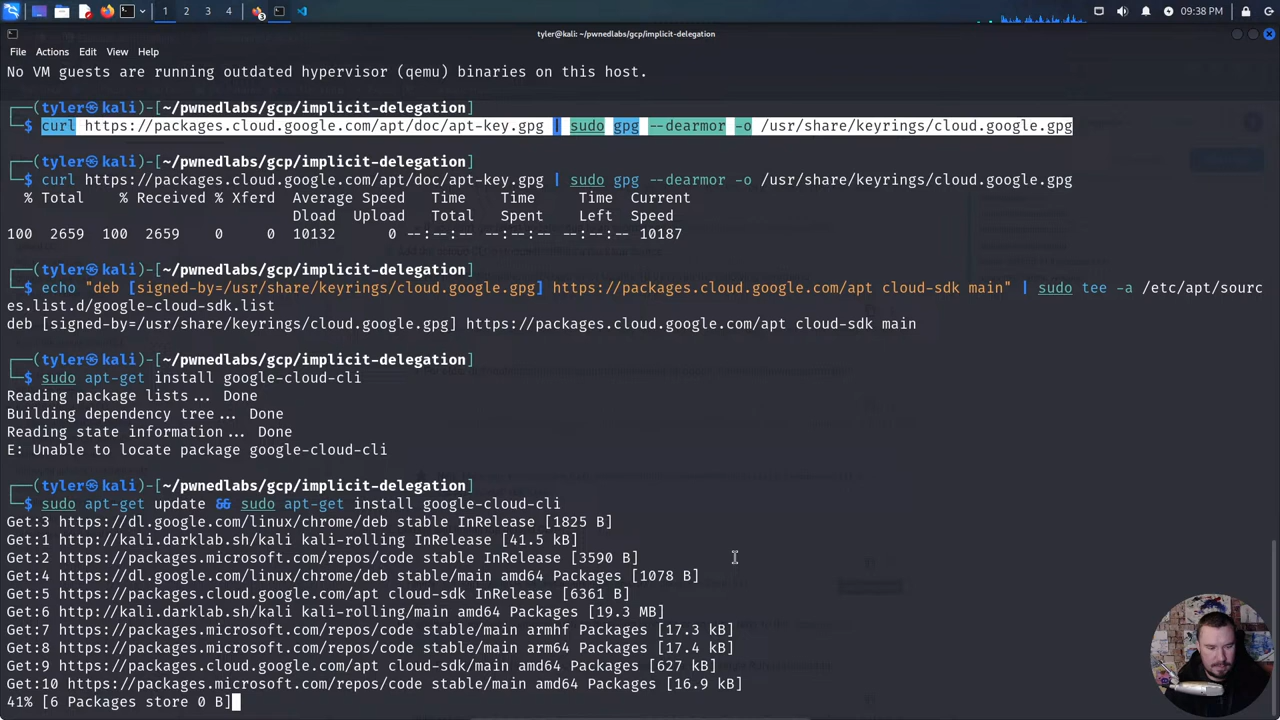 1 2 3 4
09:38 PM
tyler@kali: ~/pwnedlabs/gcp/implicit-delegation
File Actions Edit View Help
No VM guests are running outdated hypervisor (qemu) binaries on this host.
┌──(tyler㉿kali)-[~/pwnedlabs/gcp/implicit-delegation]
└─$ curl https://packages.cloud.google.com/apt/doc/apt-key.gpg | sudo gpg --dearmor -o /usr/share/keyrings/cloud.google.gpg
┌──(tyler㉿kali)-[~/pwnedlabs/gcp/implicit-delegation]
└─$ curl https://packages.cloud.google.com/apt/doc/apt-key.gpg | sudo gpg --dearmor -o /usr/share/keyrings/cloud.google.gpg
% Total % Received % Xferd Average Speed Time Time Time Current
Dload Upload Total Spent Left Speed
100 2659 100 2659 0 0 10132 0 --:--:-- --:--:-- --:--:-- 10187
┌──(tyler㉿kali)-[~/pwnedlabs/gcp/implicit-delegation]
└─$ echo "deb [signed-by=/usr/share/keyrings/cloud.google.gpg] https://packages.cloud.google.com/apt cloud-sdk main" | sudo tee -a /etc/apt/sourc
es.list.d/google-cloud-sdk.list
deb [signed-by=/usr/share/keyrings/cloud.google.gpg] https://packages.cloud.google.com/apt cloud-sdk main
┌──(tyler㉿kali)-[~/pwnedlabs/gcp/implicit-delegation]
└─$ sudo apt-get install google-cloud-cli
Reading package lists... Done
Building dependency tree... Done
Reading state information... Done
E: Unable to locate package google-cloud-cli
┌──(tyler㉿kali)-[~/pwnedlabs/gcp/implicit-delegation]
└─$ sudo apt-get update && sudo apt-get install google-cloud-cli
Get:3 https://dl.google.com/linux/chrome/deb stable InRelease [1825 B]
Get:1 http://kali.darklab.sh/kali kali-rolling InRelease [41.5 kB]
Get:2 https://packages.microsoft.com/repos/code stable InRelease [3590 B]
Get:4 https://dl.google.com/linux/chrome/deb stable/main amd64 Packages [1078 B]
Get:5 https://packages.cloud.google.com/apt cloud-sdk InRelease [6361 B]
Get:6 http://kali.darklab.sh/kali kali-rolling/main amd64 Packages [19.3 MB]
Get:7 https://packages.microsoft.com/repos/code stable/main armhf Packages [17.3 kB]
Get:8 https://packages.microsoft.com/repos/code stable/main arm64 Packages [17.4 kB]
Get:9 https://packages.cloud.google.com/apt cloud-sdk/main amd64 Packages [627 kB]
Get:10 https://packages.microsoft.com/repos/code stable/main amd64 Packages [16.9 kB]
41% [6 Packages store 0 B]